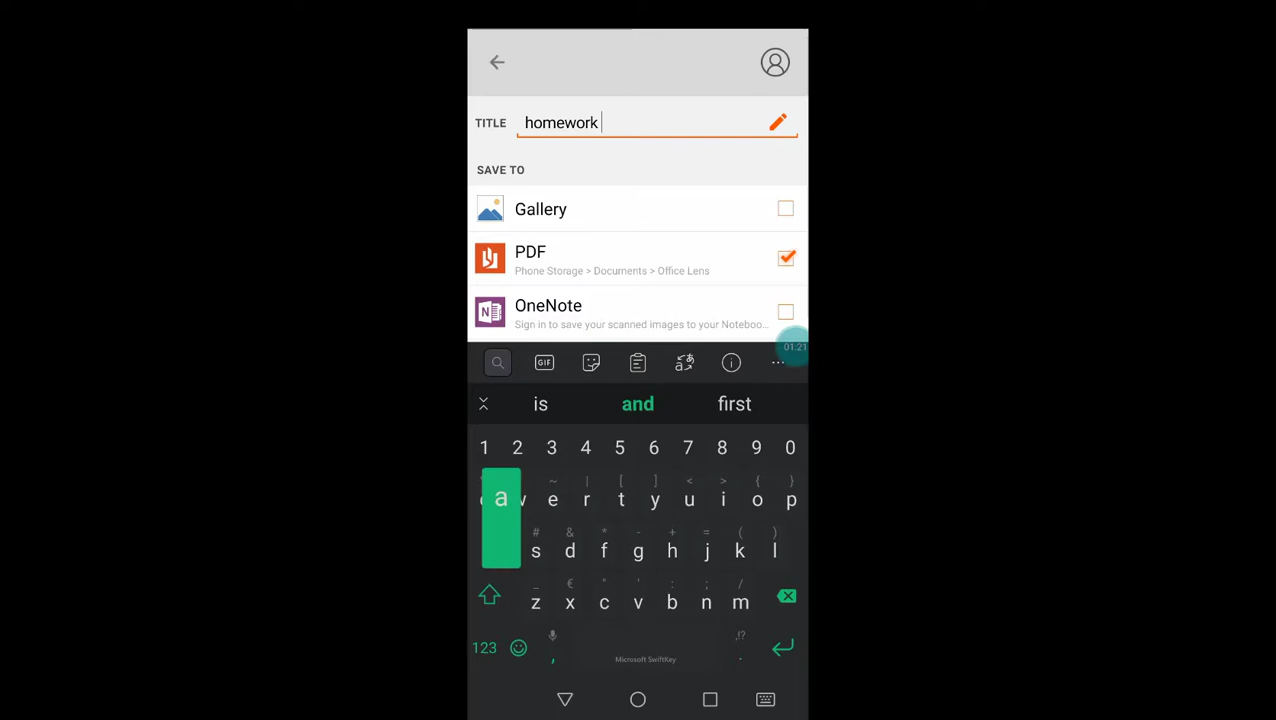 TITLE homework
SAVE TO
Gallery
PDF
Phone Storage > Documents > Office Lens
OneNote
Sign in to save your scanned images to your Noteboo...
01:21
GIF
is and first
1 2 3 4 5 6 7 8 9 0
~ | [ ] < > { }
a e r t y u i o p
# & * - + = ( )
s d f g h j k l
_ € " ' : ; /
z x c v b n m
,!?
123 , .
Microsoft SwiftKey